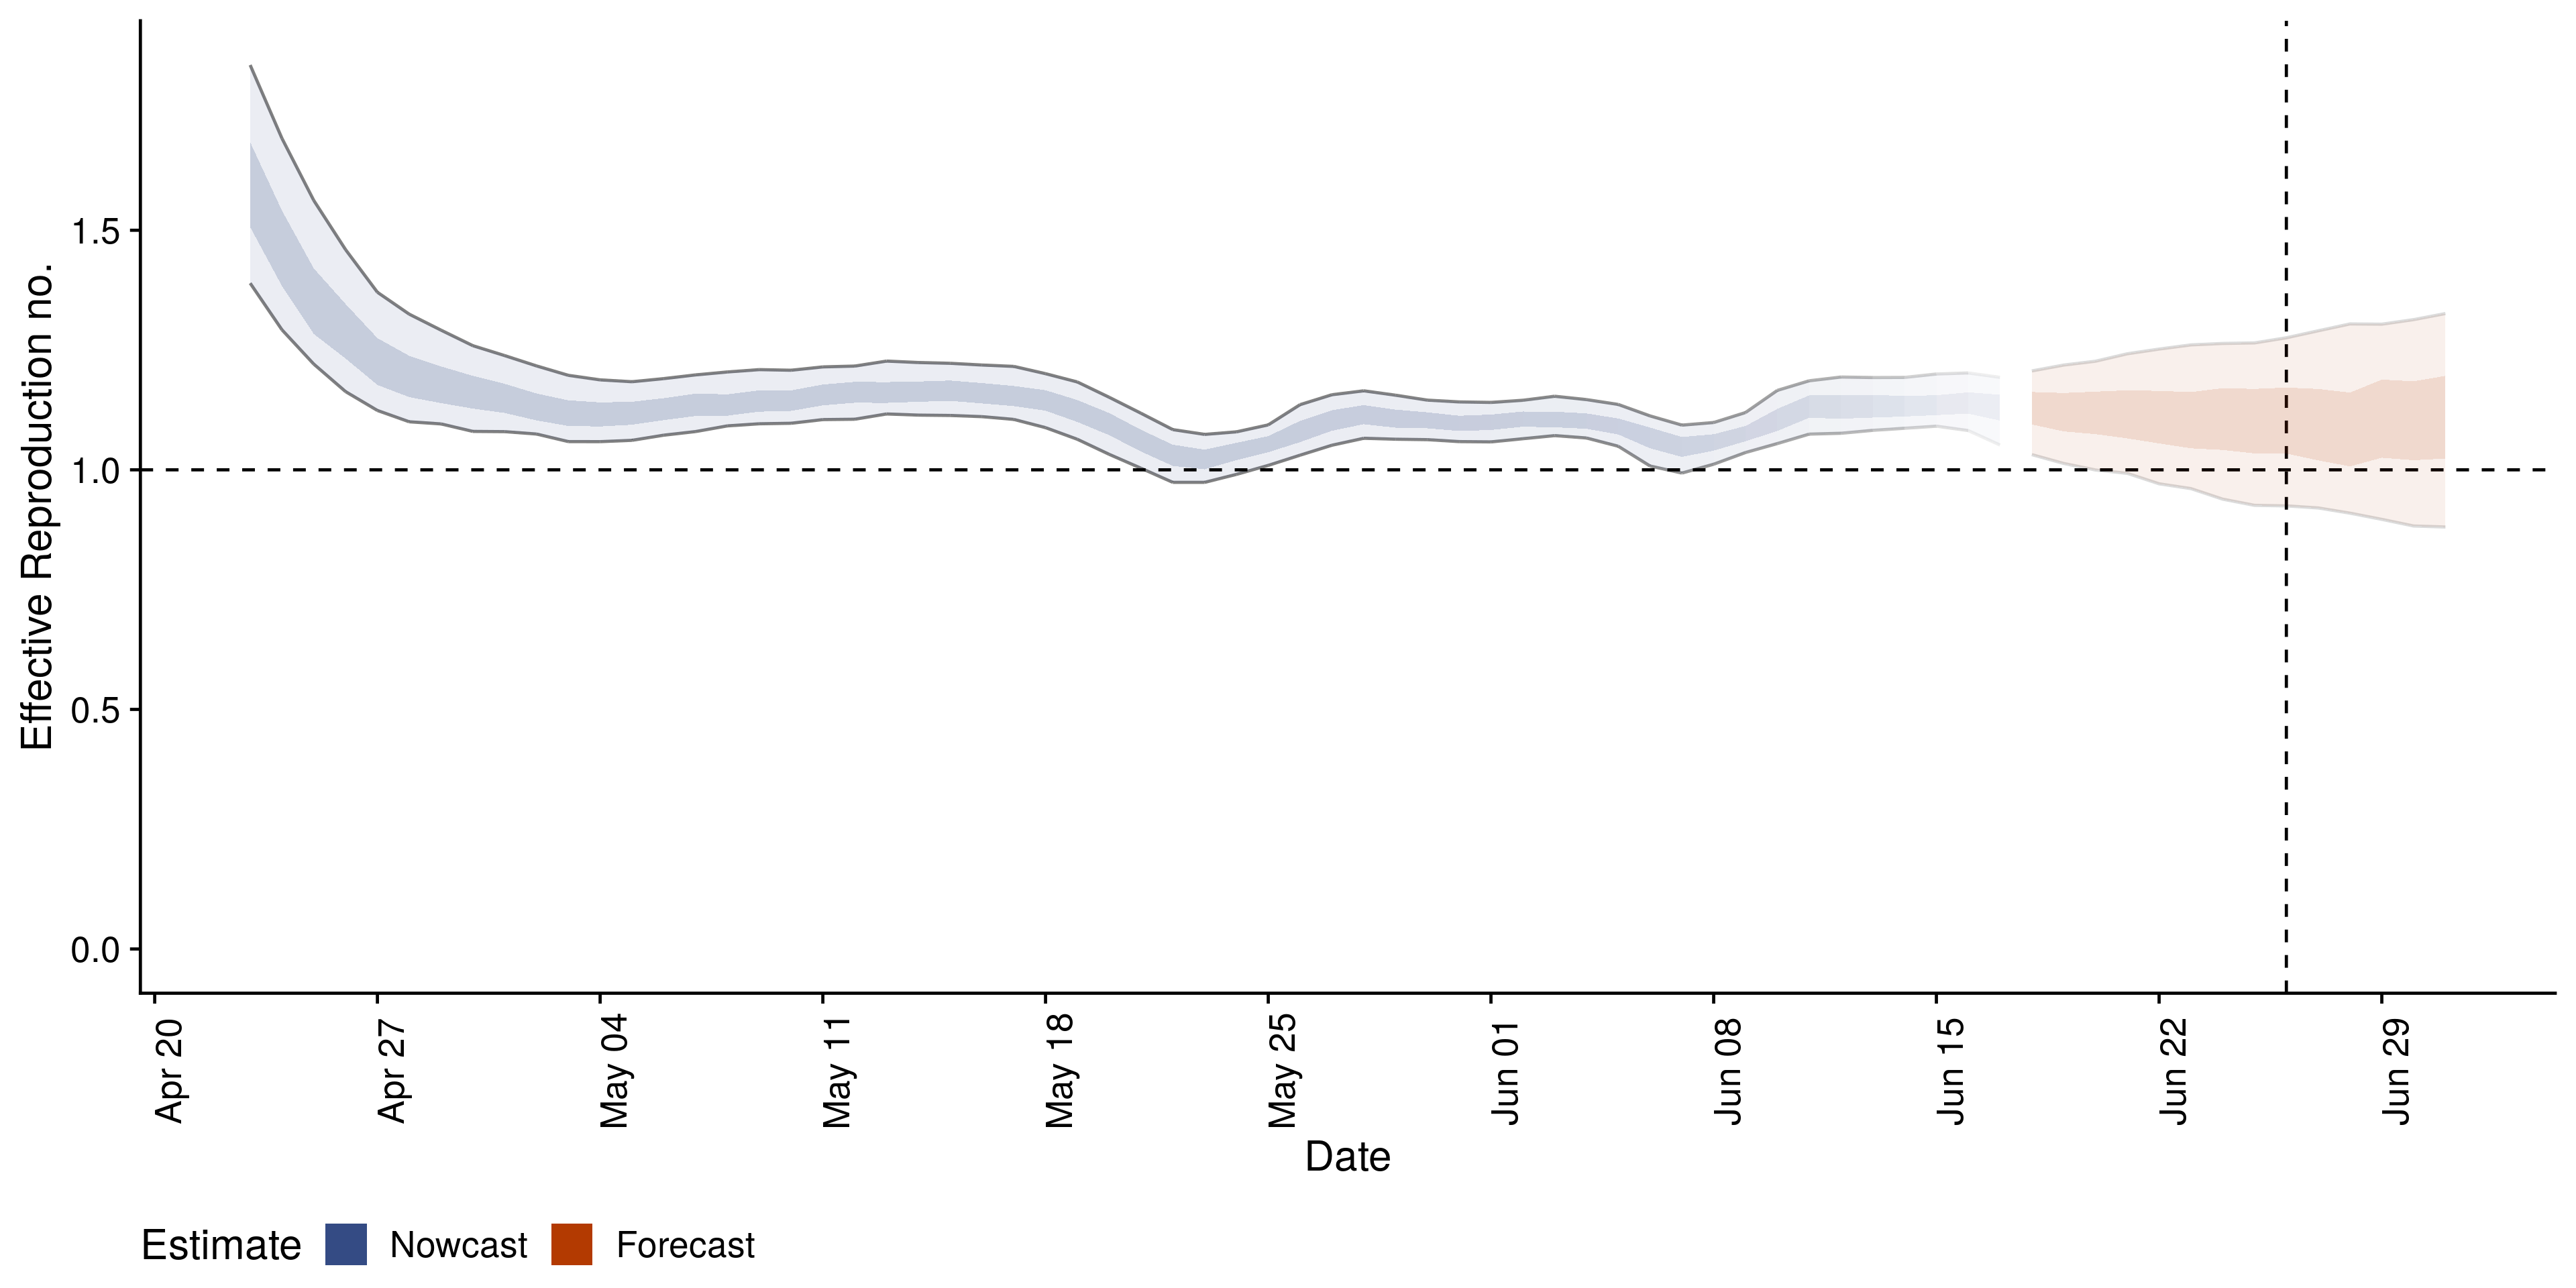 Effective Reproduction no.
1.5
1.0
0.5
0.0
Apr 20
Apr 27
May 04
May 11
May 18
May 25
Jun 01
Jun 08
Jun 15
Jun 22
Jun 29
Date
Estimate Nowcast Forecast